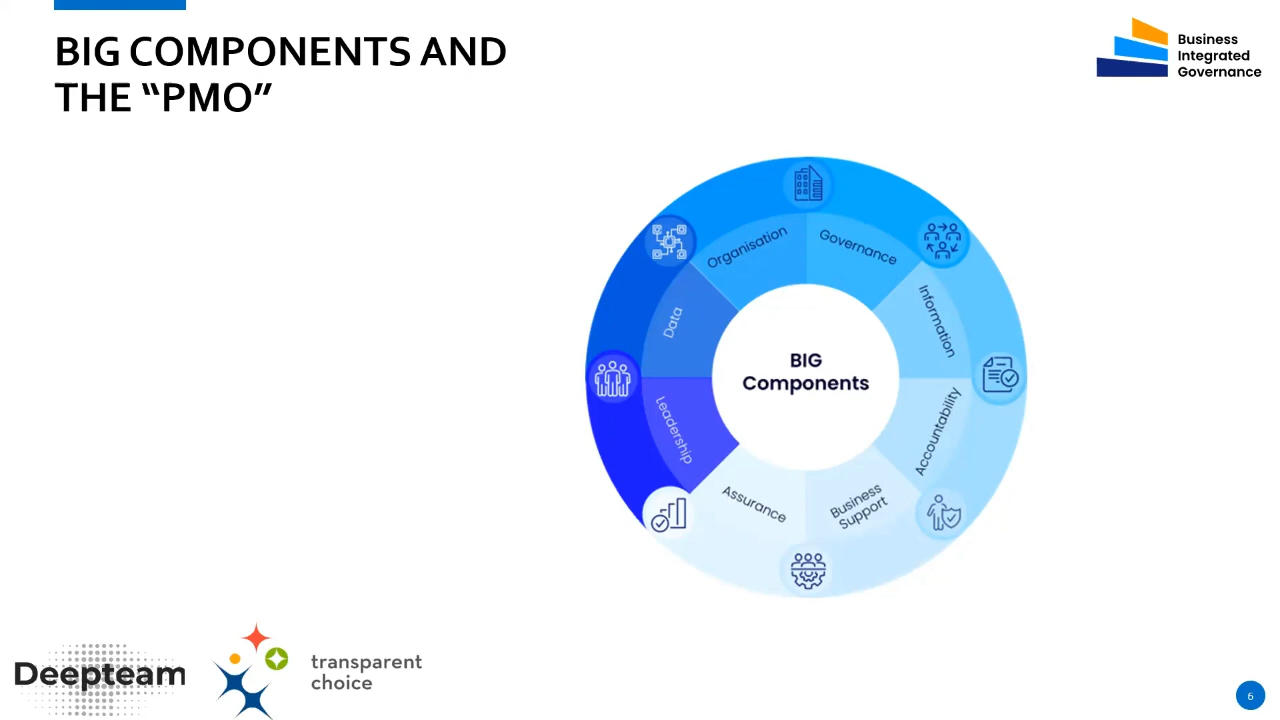 BIG COMPONENTS AND
THE “PMO”
Business
Integrated
Governance
Organisation
Governance
Data
Information
BIG
Components
Leadership
Accountability
Assurance
Business
Support
Deepteam
transparent
choice
6